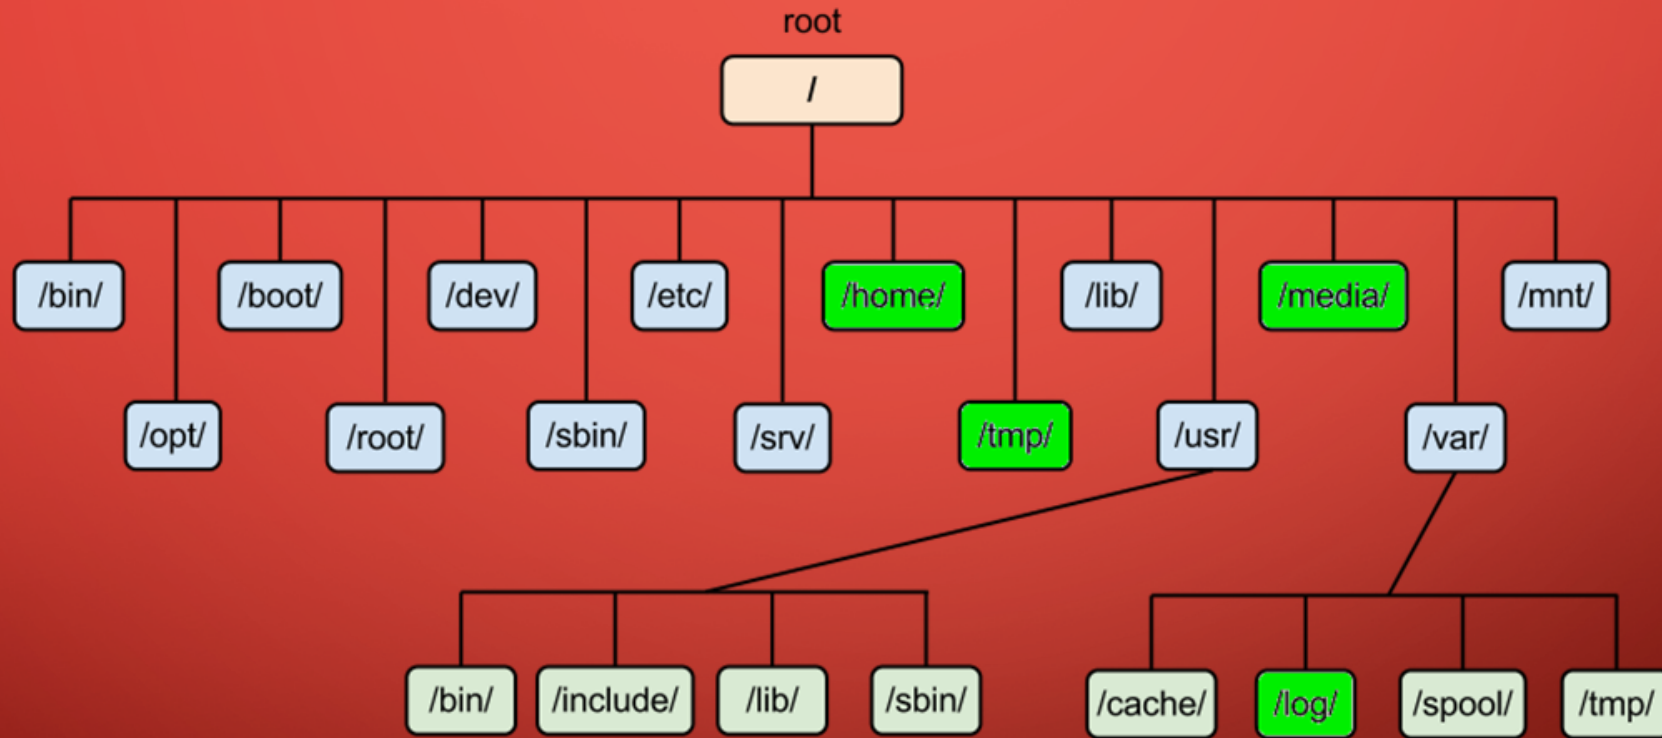 root
/
/bin/ /boot/ /dev/ /etc/ /home/ /lib/ /media/ /mnt/
/opt/ /root/ /sbin/ /srv/ /tmp/ /usr/ /var/
/bin/ /include/ /lib/ /sbin/ /cache/ /log/ /spool/ /tmp/